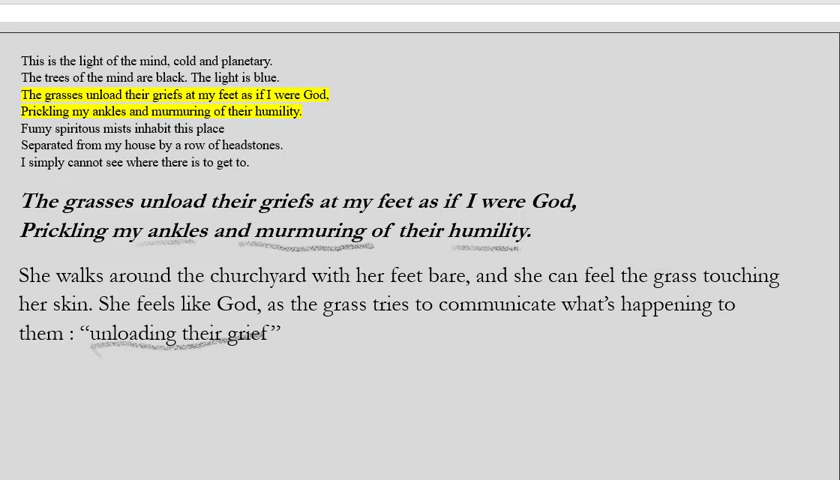 This is the light of the mind, cold and planetary.
The trees of the mind are black. The light is blue.
The grasses unload their griefs at my feet as if I were God,
Prickling my ankles and murmuring of their humility.
Fumy spiritous mists inhabit this place
Separated from my house by a row of headstones.
I simply cannot see where there is to get to.
The grasses unload their griefs at my feet as if I were God,
Prickling my ankles and murmuring of their humility.
She walks around the churchyard with her feet bare, and she can feel the grass touching
her skin. She feels like God, as the grass tries to communicate what’s happening to
them : “unloading their grief”